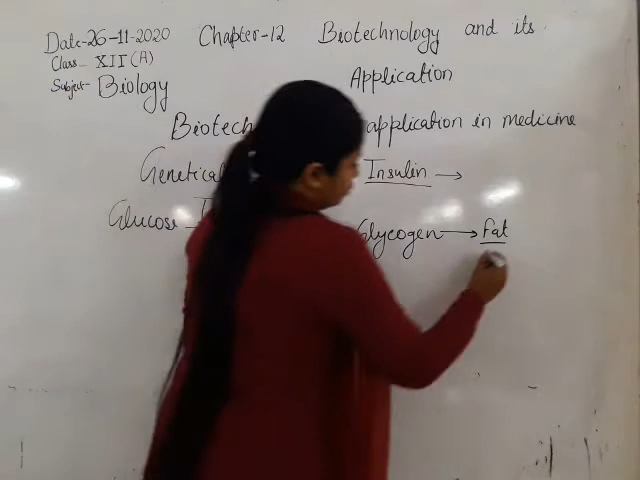 Date-26-11-2020 Chapter-12 Biotechnology and its
Class- XII (A)
Subject- Biology Application
Biotech application in medicine
Genetical Insulin →
Glucose Glycogen → Fat